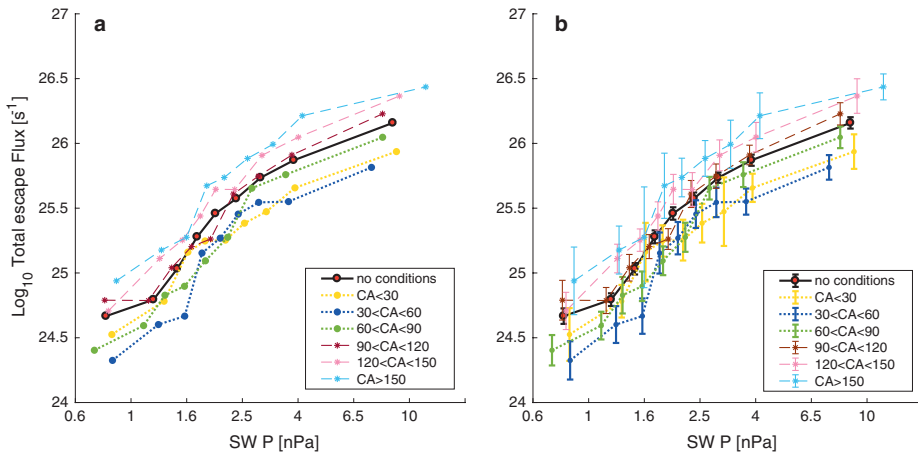 a
Log10 Total escape Flux [s-1]
27
26.5
26
25.5
25
24.5
24
0.6
1
1.6
2.5
4
6.5
10
SW P [nPa]
no conditions
CA<30
30<CA<60
60<CA<90
90<CA<120
120<CA<150
CA>150
b
27
26.5
26
25.5
25
24.5
24
0.6
1
1.6
2.5
4
6.5
10
SW P [nPa]
no conditions
CA<30
30<CA<60
60<CA<90
90<CA<120
120<CA<150
CA>150